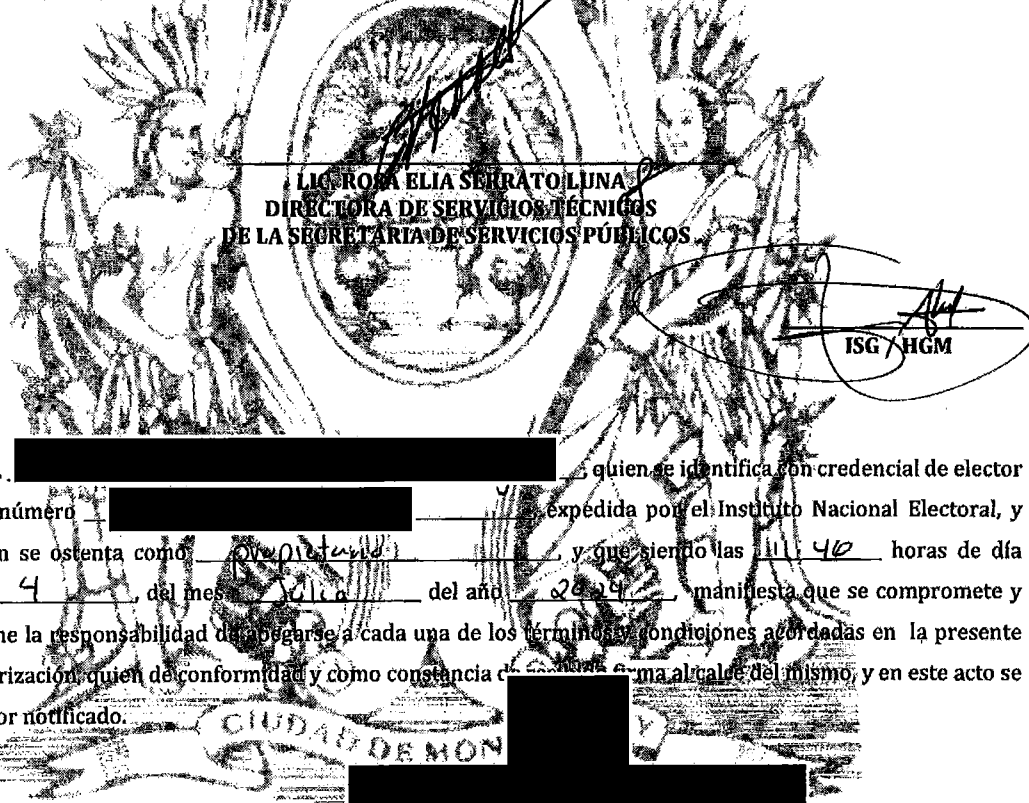 LIC. ROSA ELIA SERRATO LUNA
DIRECTORA DE SERVICIOS TÉCNICOS
DE LA SECRETARIA DE SERVICIOS PÚBLICOS
ISG / HGM
, quien se identifica con credencial de elector
número expedida por el Instituto Nacional Electoral, y
n se ostenta como propietario , y que siendo las 11:40 horas de día
4 , del mes Julio del año 2024 , manifiesta que se compromete y
ne la responsabilidad de apegarse a cada una de los términos y condiciones acordadas en la presente
rización, quien de conformidad y como constancia de firma al calce del mismo, y en este acto se
or notificado.
CIUDAD DE MON Y